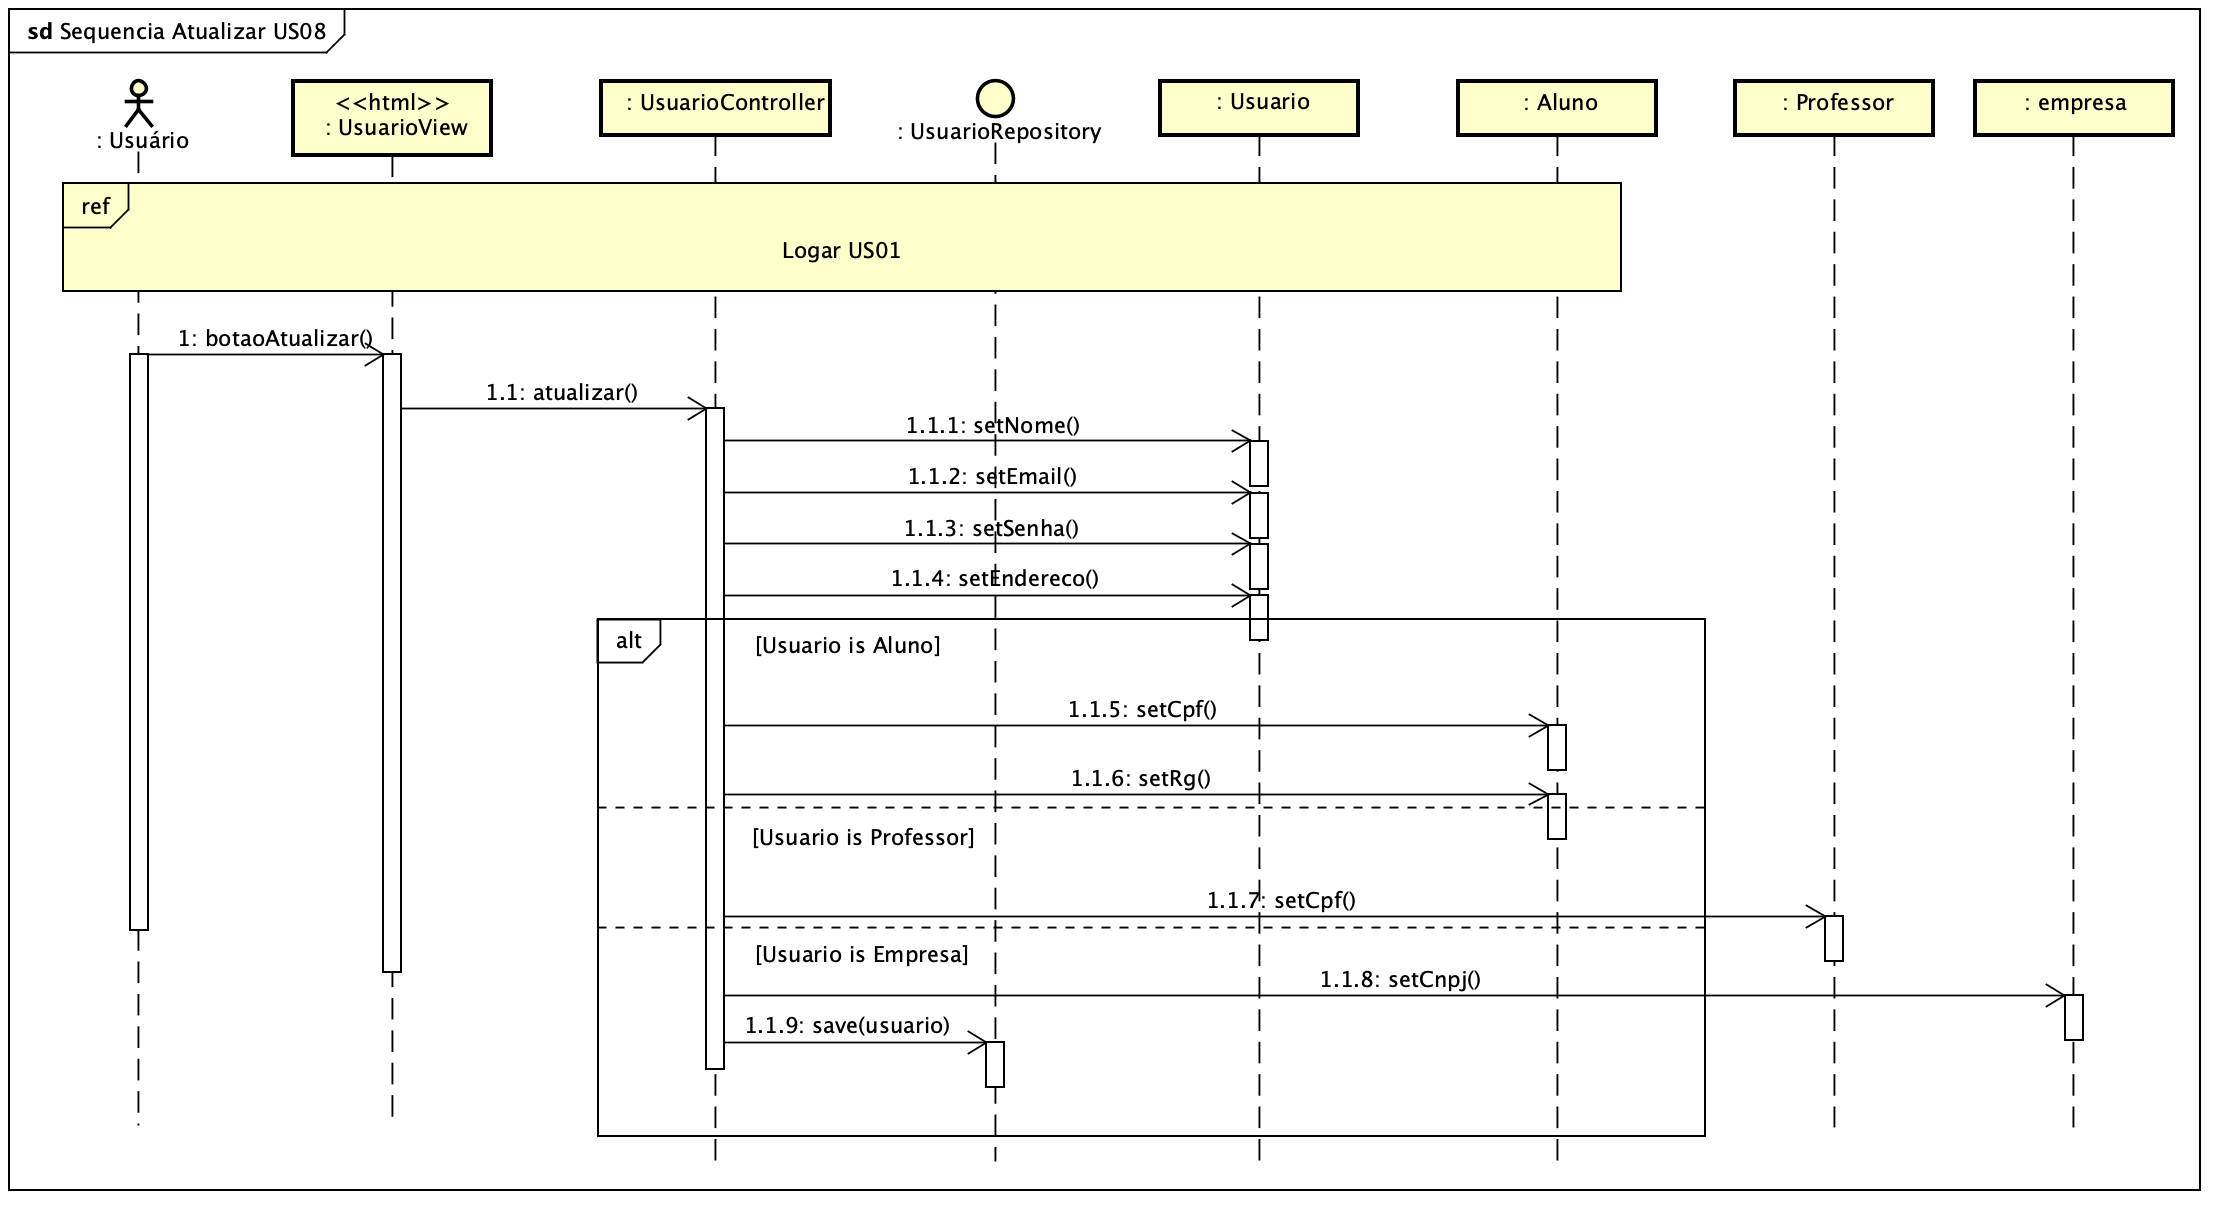 sd Sequencia Atualizar US08
: Usuário
<<html>>
: UsuarioView
: UsuarioController
: UsuarioRepository
: Usuario
: Aluno
: Professor
: empresa
ref
Logar US01
1: botaoAtualizar()
1.1: atualizar()
1.1.1: setNome()
1.1.2: setEmail()
1.1.3: setSenha()
1.1.4: setEndereco()
alt
[Usuario is Aluno]
1.1.5: setCpf()
1.1.6: setRg()
[Usuario is Professor]
1.1.7: setCpf()
[Usuario is Empresa]
1.1.8: setCnpj()
1.1.9: save(usuario)